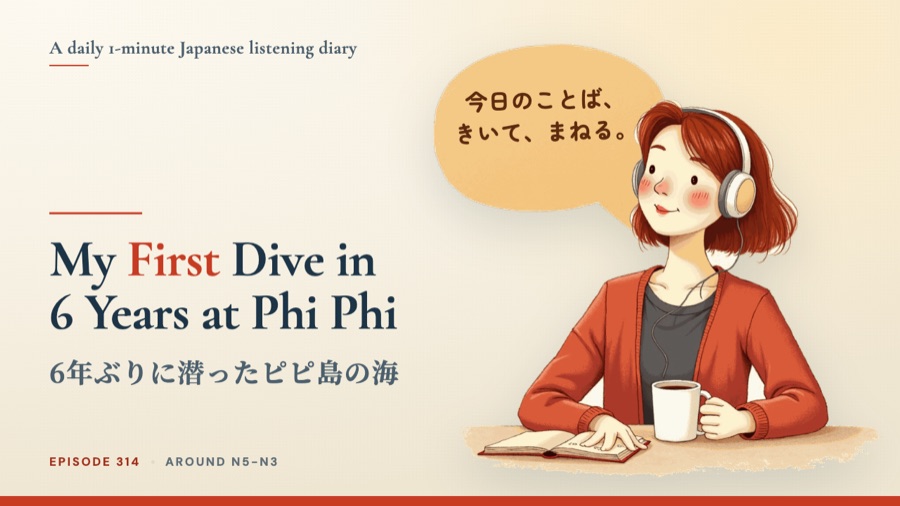 A daily 1-minute Japanese listening diary
今日のことば、
きいて、まねる。
My First Dive in
6 Years at Phi Phi
6年ぶりに潜ったピピ島の海
EPISODE 314 · AROUND N5–N3